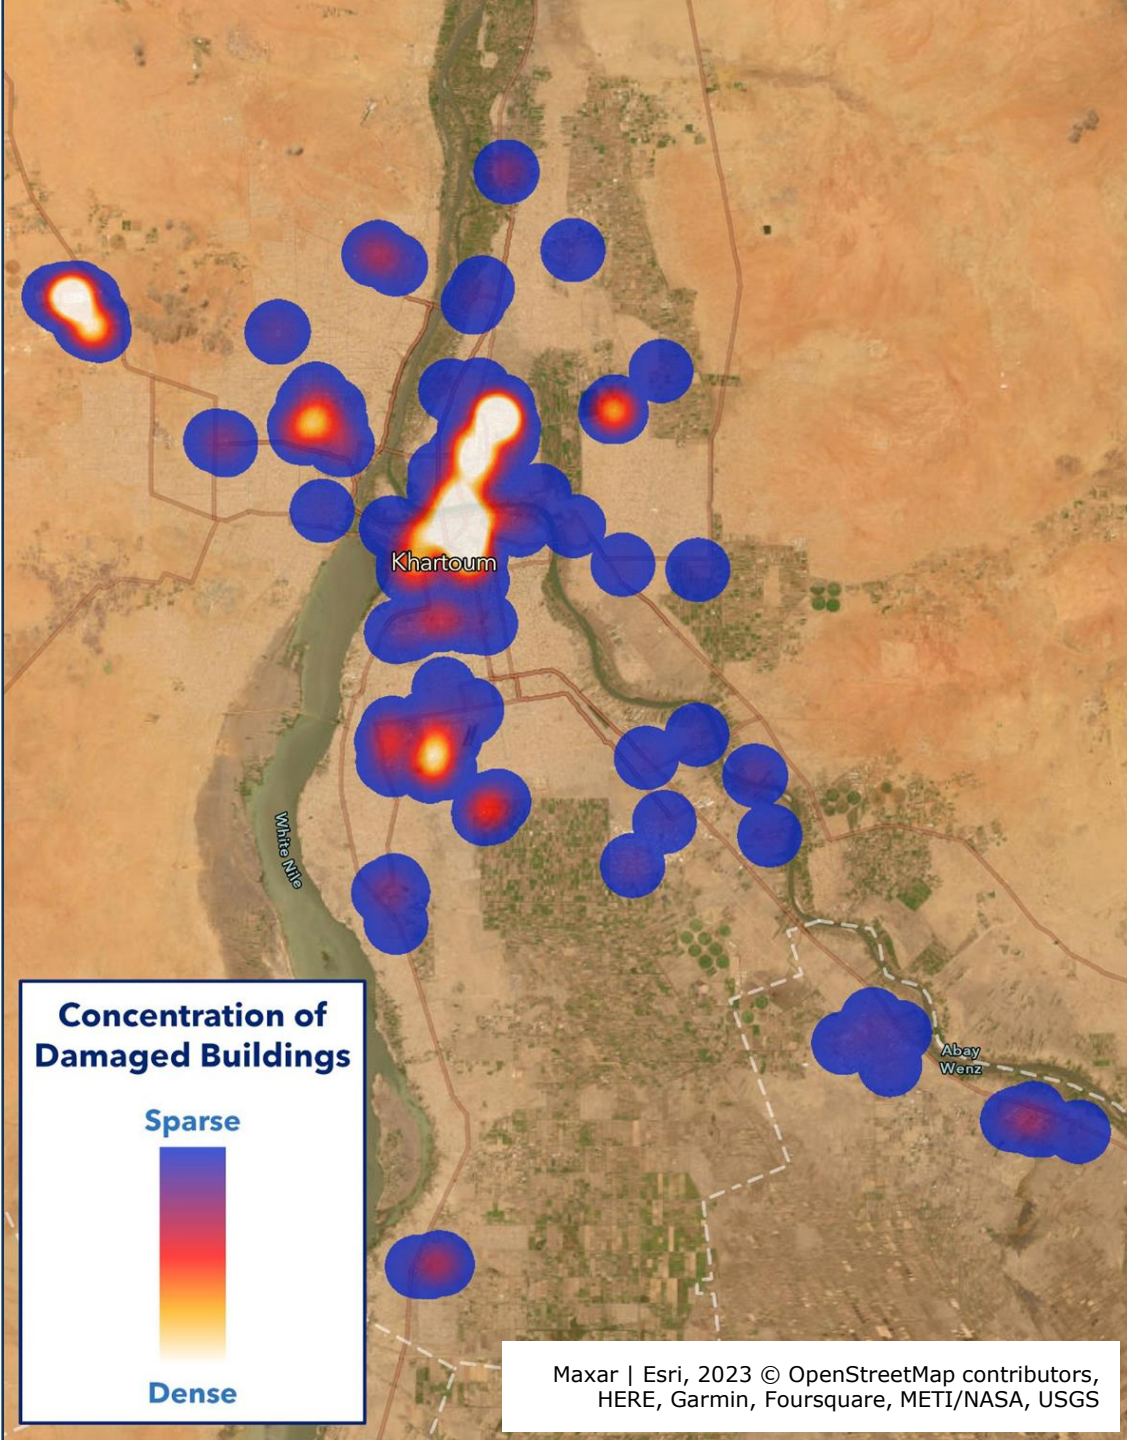 Khartoum
White Nile
Abay
Wenz
Concentration of
Damaged Buildings
Sparse
Dense
Maxar | Esri, 2023 © OpenStreetMap contributors,
HERE, Garmin, Foursquare, METI/NASA, USGS